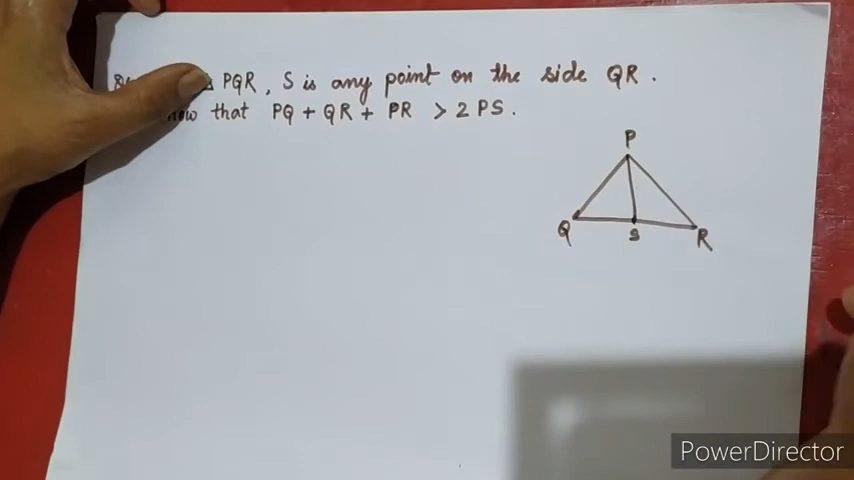 PQR, S is any point on the side QR.
that PQ + QR + PR > 2 PS.
P
Q
S
R
PowerDirector